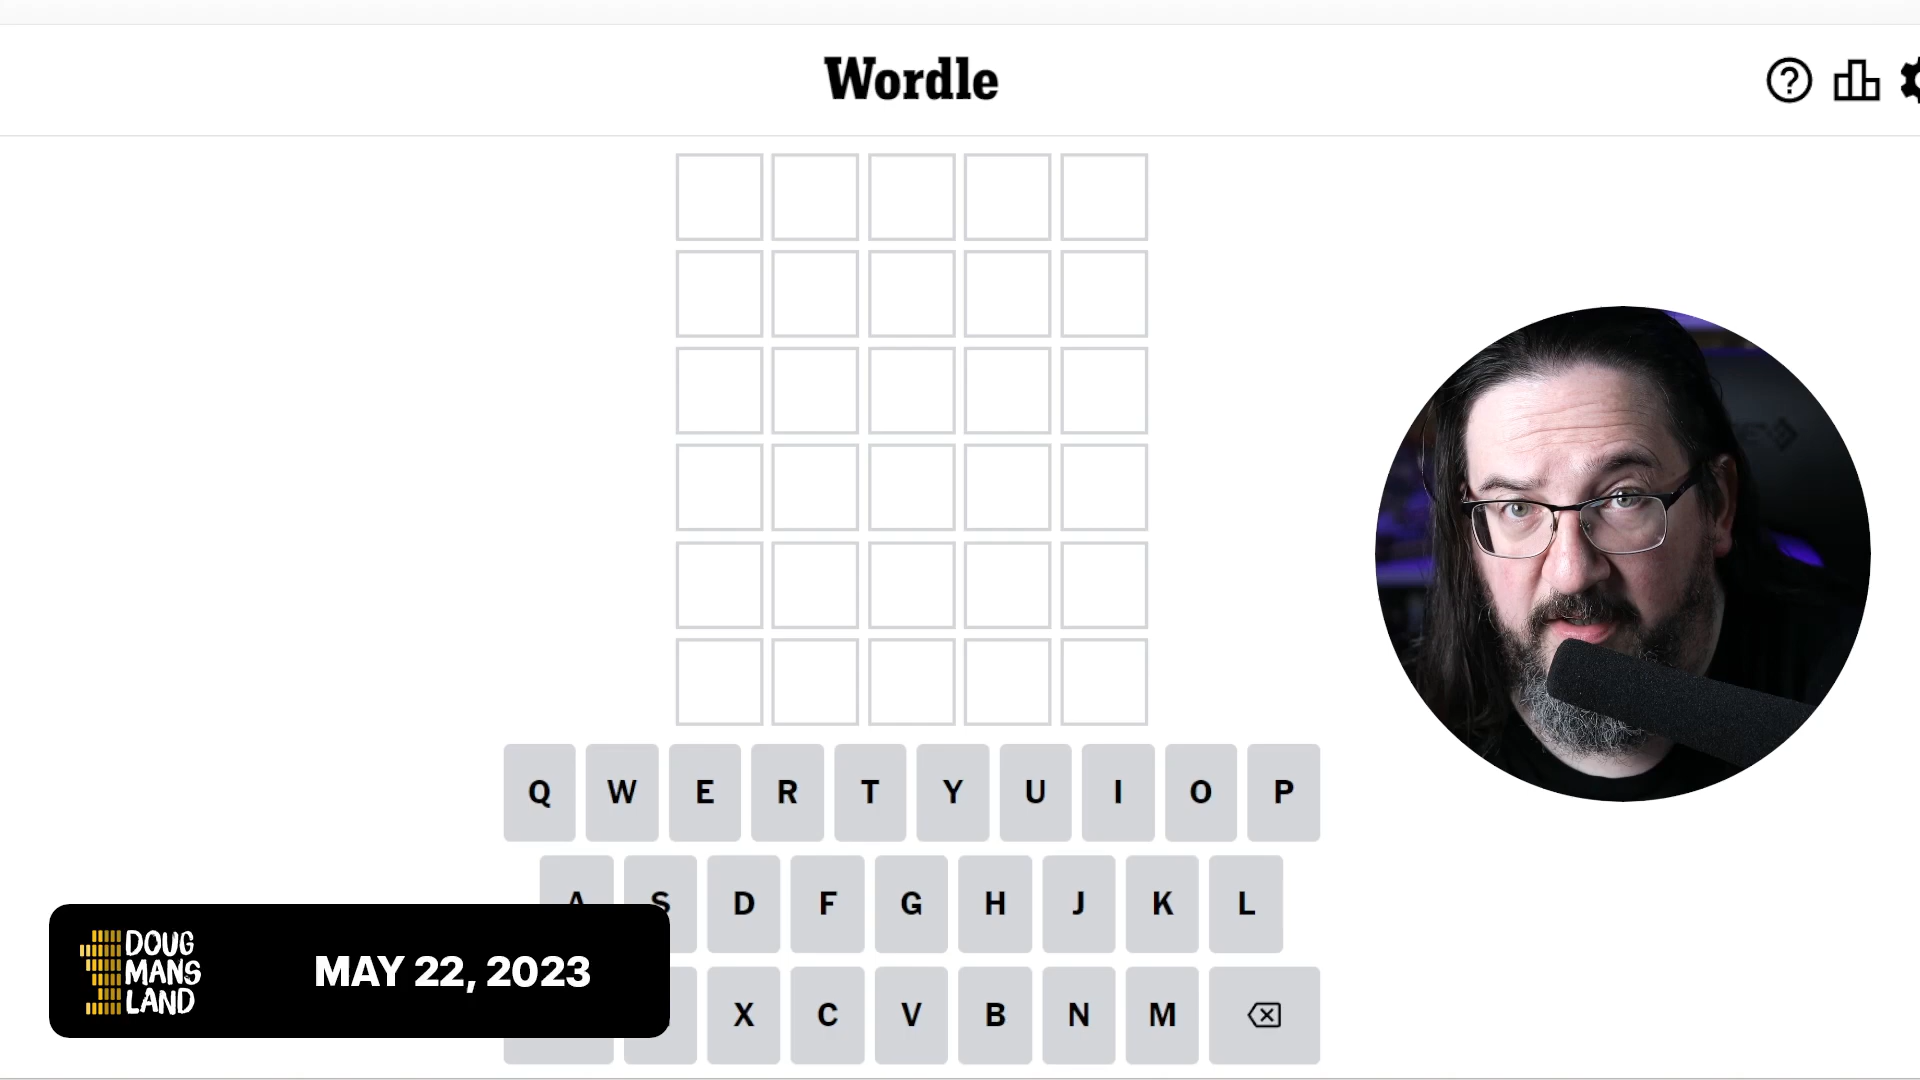 Wordle
Q W E R T Y U I O P
A S D F G H J K L
X C V B N M
DOUG
MANS
LAND
MAY 22, 2023